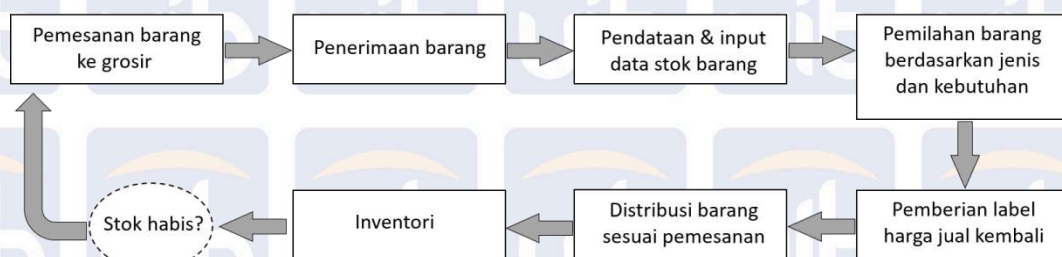 Pemesanan barang
ke grosir
Penerimaan barang
Pendataan & input
data stok barang
Pemilahan barang
berdasarkan jenis
dan kebutuhan
Pemberian label
harga jual kembali
Distribusi barang
sesuai pemesanan
Inventori
Stok habis?